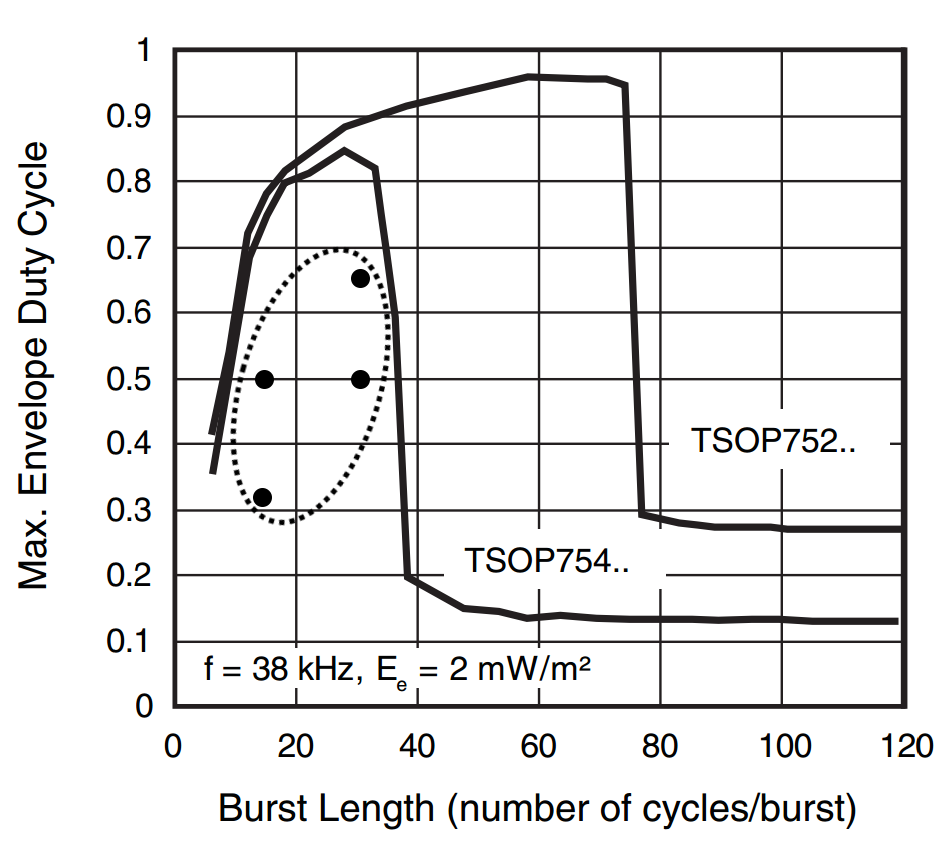 Max. Envelope Duty Cycle
1
0.9
0.8
0.7
0.6
0.5
0.4
0.3
0.2
0.1
0
TSOP752..
TSOP754..
f = 38 kHz, Ee = 2 mW/m²
0 20 40 60 80 100 120
Burst Length (number of cycles/burst)